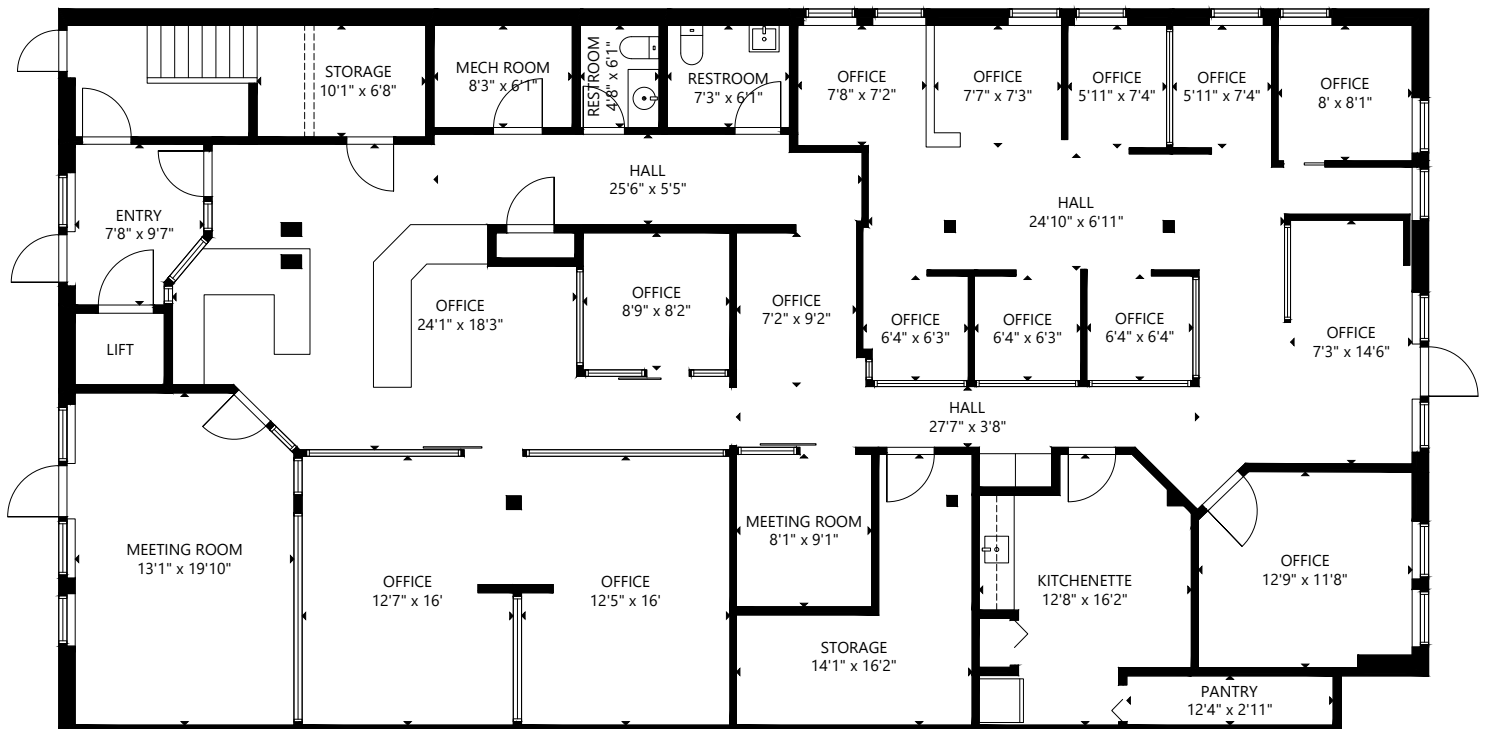 STORAGE
10'1" x 6'8"
MECH ROOM
8'3" x 6'1"
RESTROOM
4'8" x 6'1"
RESTROOM
7'3" x 6'1"
OFFICE
7'8" x 7'2"
OFFICE
7'7" x 7'3"
OFFICE
5'11" x 7'4"
OFFICE
5'11" x 7'4"
OFFICE
8' x 8'1"
HALL
25'6" x 5'5"
ENTRY
7'8" x 9'7"
HALL
24'10" x 6'11"
OFFICE
24'1" x 18'3"
OFFICE
8'9" x 8'2"
OFFICE
7'2" x 9'2"
OFFICE
6'4" x 6'3"
OFFICE
6'4" x 6'3"
OFFICE
6'4" x 6'4"
OFFICE
7'3" x 14'6"
LIFT
HALL
27'7" x 3'8"
MEETING ROOM
13'1" x 19'10"
OFFICE
12'7" x 16'
OFFICE
12'5" x 16'
MEETING ROOM
8'1" x 9'1"
STORAGE
14'1" x 16'2"
KITCHENETTE
12'8" x 16'2"
OFFICE
12'9" x 11'8"
PANTRY
12'4" x 2'11"